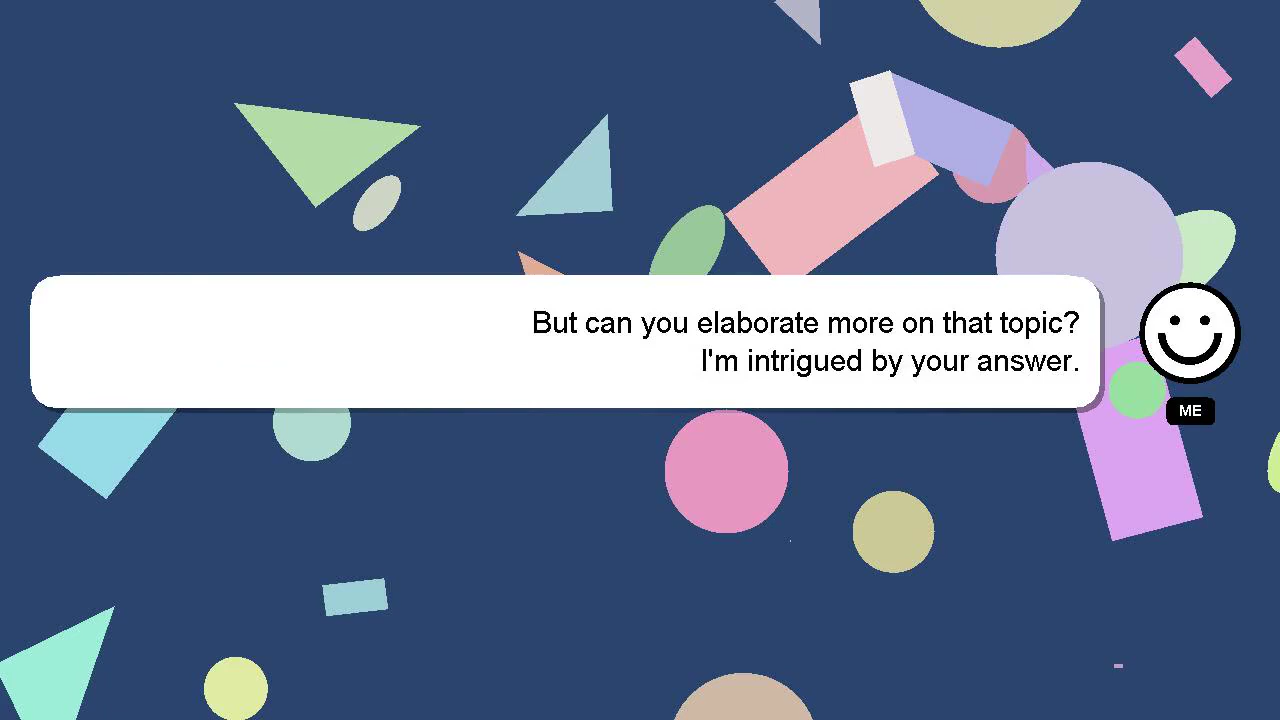 But can you elaborate more on that topic?
I'm intrigued by your answer.
ME